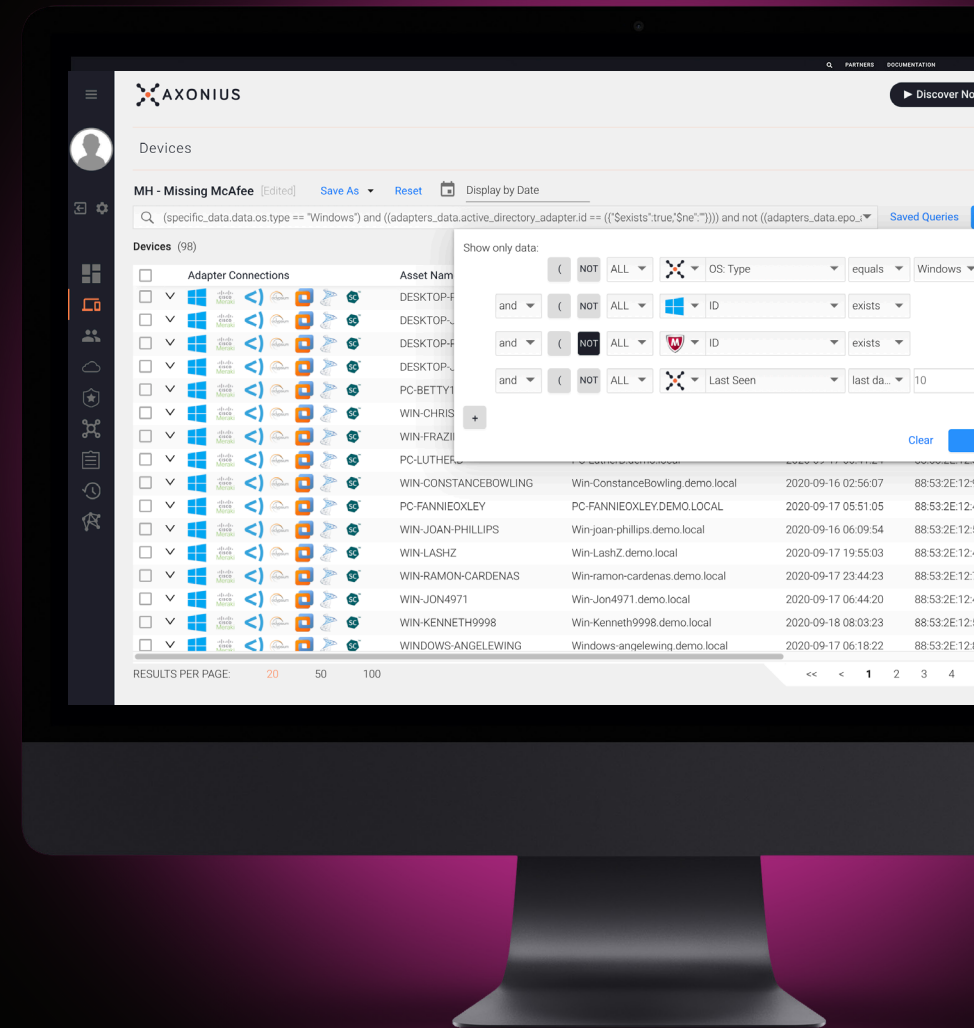 PARTNERS DOCUMENTATION
AXONIUS
Discover No
Devices
MH - Missing McAfee [Edited] Save As Reset Display by Date
(specific_data.data.os.type == "Windows") and ((adapters_data.active_directory_adapter.id == ({"$exists":true,"$ne":""}))) and not ((adapters_data.epo_
Saved Queries
Devices (98)
Show only data:
Adapter Connections Asset Nam
( NOT ALL OS: Type equals Windows
and ( NOT ALL ID exists
and ( NOT ALL M ID exists
and ( NOT ALL Last Seen last da... 10
+
Clear
DESKTOP-
DESKTOP-
DESKTOP-
DESKTOP-
PC-BETTY1
WIN-CHRIS
WIN-FRAZI
PC-LUTHER
WIN-CONSTANCEBOWLING Win-ConstanceBowling.demo.local 2020-09-16 02:56:07 88:53:2E:12:
PC-FANNIEOXLEY PC-FANNIEOXLEY.DEMO.LOCAL 2020-09-17 05:51:05 88:53:2E:12:
WIN-JOAN-PHILLIPS Win-joan-phillips.demo.local 2020-09-16 06:09:54 88:53:2E:12:
WIN-LASHZ Win-LashZ.demo.local 2020-09-17 19:55:03 88:53:2E:12:
WIN-RAMON-CARDENAS Win-ramon-cardenas.demo.local 2020-09-17 23:44:23 88:53:2E:12:
WIN-JON4971 Win-Jon4971.demo.local 2020-09-17 06:44:20 88:53:2E:12:
WIN-KENNETH9998 Win-Kenneth9998.demo.local 2020-09-18 08:03:23 88:53:2E:12:
WINDOWS-ANGELEWING Windows-angelewing.demo.local 2020-09-17 06:18:22 88:53:2E:12:
RESULTS PER PAGE: 20 50 100
<< < 1 2 3 4